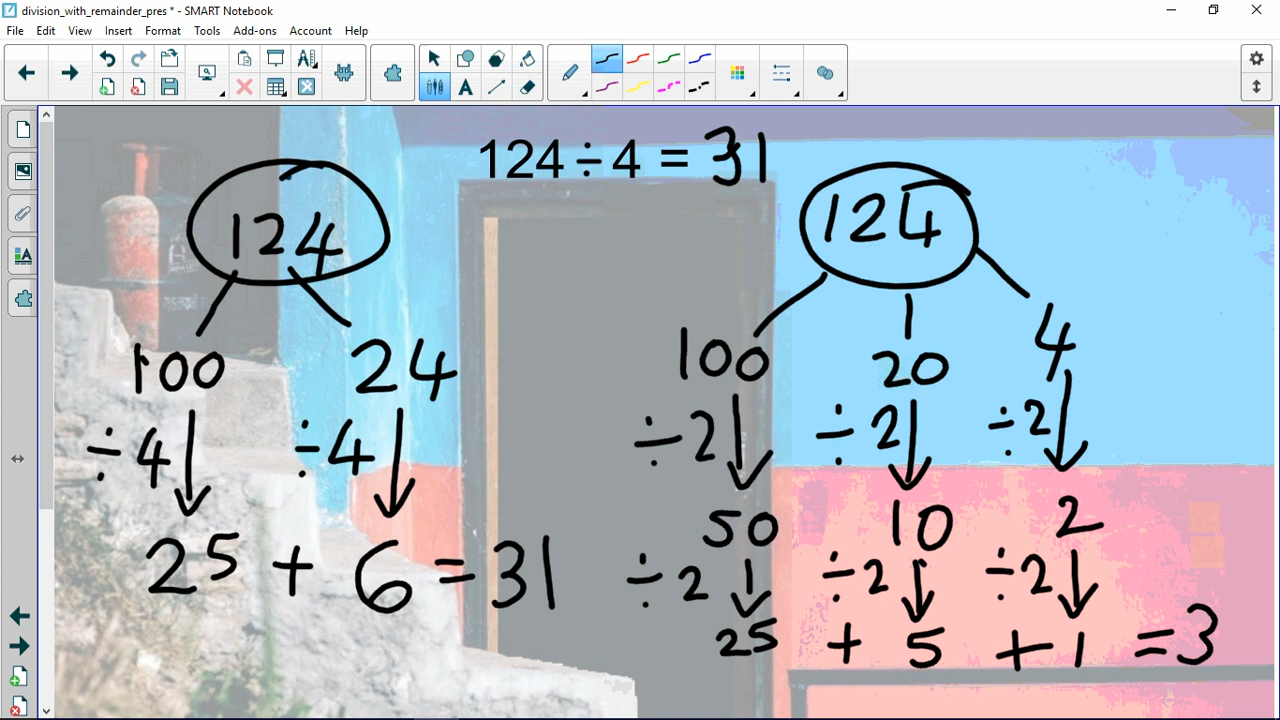 division_with_remainder_pres * - SMART Notebook
File Edit View Insert Format Tools Add-ons Account Help
124 ÷ 4 = 31
124 124
100 24 100 20 4
÷4 ÷4 ÷2 ÷2 ÷2
50 10 2
25 + 6 = 31 ÷2 ÷2 ÷2
25 + 5 + 1 = 3